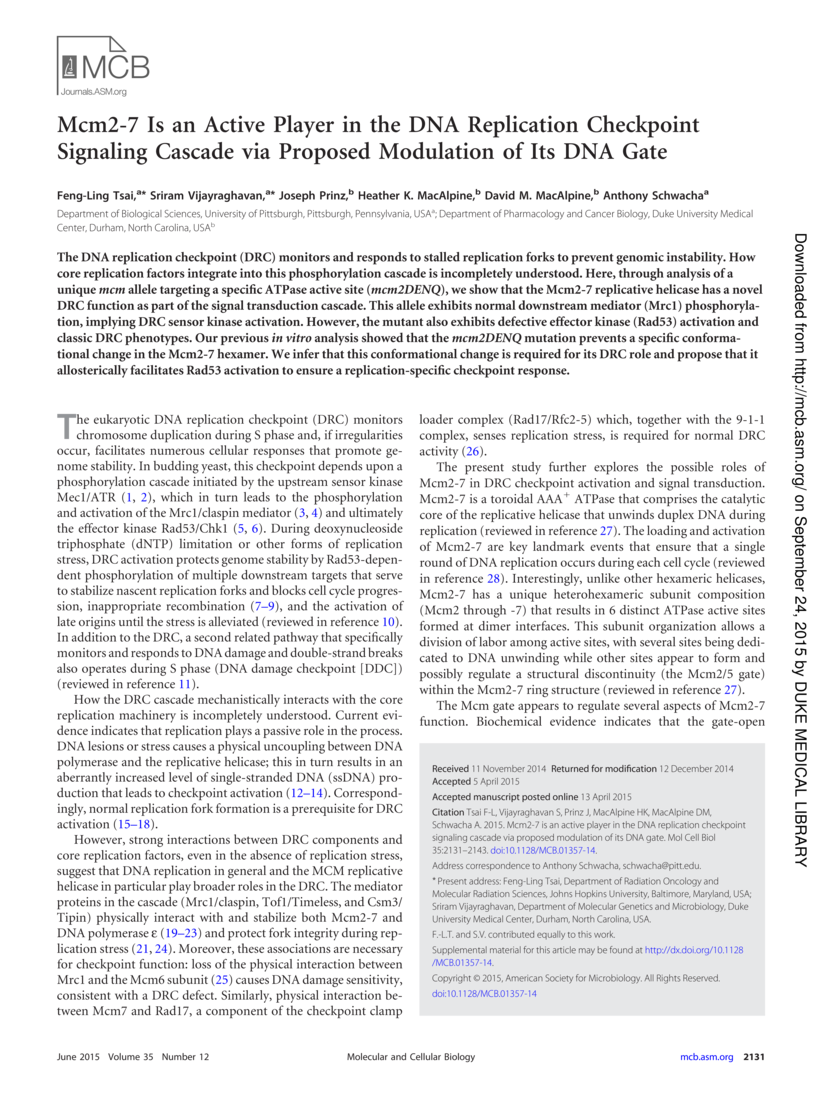 MCB
Journals.ASM.org
Mcm2-7 Is an Active Player in the DNA Replication Checkpoint
Signaling Cascade via Proposed Modulation of Its DNA Gate
Feng-Ling Tsai,a* Sriram Vijayraghavan,a* Joseph Prinz,b Heather K. MacAlpine,b David M. MacAlpine,b Anthony Schwachaa
Department of Biological Sciences, University of Pittsburgh, Pittsburgh, Pennsylvania, USAa; Department of Pharmacology and Cancer Biology, Duke University Medical
Center, Durham, North Carolina, USAb
The DNA replication checkpoint (DRC) monitors and responds to stalled replication forks to prevent genomic instability. How
core replication factors integrate into this phosphorylation cascade is incompletely understood. Here, through analysis of a
unique mcm allele targeting a specific ATPase active site (mcm2DENQ), we show that the Mcm2-7 replicative helicase has a novel
DRC function as part of the signal transduction cascade. This allele exhibits normal downstream mediator (Mrc1) phosphoryla-
tion, implying DRC sensor kinase activation. However, the mutant also exhibits defective effector kinase (Rad53) activation and
classic DRC phenotypes. Our previous in vitro analysis showed that the mcm2DENQ mutation prevents a specific conforma-
tional change in the Mcm2-7 hexamer. We infer that this conformational change is required for its DRC role and propose that it
allosterically facilitates Rad53 activation to ensure a replication-specific checkpoint response.
The eukaryotic DNA replication checkpoint (DRC) monitors
chromosome duplication during S phase and, if irregularities
occur, facilitates numerous cellular responses that promote ge-
nome stability. In budding yeast, this checkpoint depends upon a
phosphorylation cascade initiated by the upstream sensor kinase
Mec1/ATR (1, 2), which in turn leads to the phosphorylation
and activation of the Mrc1/claspin mediator (3, 4) and ultimately
the effector kinase Rad53/Chk1 (5, 6). During deoxynucleoside
triphosphate (dNTP) limitation or other forms of replication
stress, DRC activation protects genome stability by Rad53-depen-
dent phosphorylation of multiple downstream targets that serve
to stabilize nascent replication forks and blocks cell cycle progres-
sion, inappropriate recombination (7–9), and the activation of
late origins until the stress is alleviated (reviewed in reference 10).
In addition to the DRC, a second related pathway that specifically
monitors and responds to DNA damage and double-strand breaks
also operates during S phase (DNA damage checkpoint [DDC])
(reviewed in reference 11).
How the DRC cascade mechanistically interacts with the core
replication machinery is incompletely understood. Current evi-
dence indicates that replication plays a passive role in the process.
DNA lesions or stress causes a physical uncoupling between DNA
polymerase and the replicative helicase; this in turn results in an
aberrantly increased level of single-stranded DNA (ssDNA) pro-
duction that leads to checkpoint activation (12–14). Correspond-
ingly, normal replication fork formation is a prerequisite for DRC
activation (15–18).
However, strong interactions between DRC components and
core replication factors, even in the absence of replication stress,
suggest that DNA replication in general and the MCM replicative
helicase in particular play broader roles in the DRC. The mediator
proteins in the cascade (Mrc1/claspin, Tof1/Timeless, and Csm3/
Tipin) physically interact with and stabilize both Mcm2-7 and
DNA polymerase ε (19–23) and protect fork integrity during rep-
lication stress (21, 24). Moreover, these associations are necessary
for checkpoint function: loss of the physical interaction between
Mrc1 and the Mcm6 subunit (25) causes DNA damage sensitivity,
consistent with a DRC defect. Similarly, physical interaction be-
tween Mcm7 and Rad17, a component of the checkpoint clamp
loader complex (Rad17/Rfc2-5) which, together with the 9-1-1
complex, senses replication stress, is required for normal DRC
activity (26).
The present study further explores the possible roles of
Mcm2-7 in DRC checkpoint activation and signal transduction.
Mcm2-7 is a toroidal AAA+ ATPase that comprises the catalytic
core of the replicative helicase that unwinds duplex DNA during
replication (reviewed in reference 27). The loading and activation
of Mcm2-7 are key landmark events that ensure that a single
round of DNA replication occurs during each cell cycle (reviewed
in reference 28). Interestingly, unlike other hexameric helicases,
Mcm2-7 has a unique heterohexameric subunit composition
(Mcm2 through -7) that results in 6 distinct ATPase active sites
formed at dimer interfaces. This subunit organization allows a
division of labor among active sites, with several sites being dedi-
cated to DNA unwinding while other sites appear to form and
possibly regulate a structural discontinuity (the Mcm2/5 gate)
within the Mcm2-7 ring structure (reviewed in reference 27).
The Mcm gate appears to regulate several aspects of Mcm2-7
function. Biochemical evidence indicates that the gate-open
Received 11 November 2014 Returned for modification 12 December 2014
Accepted 5 April 2015
Accepted manuscript posted online 13 April 2015
Citation Tsai F-L, Vijayraghavan S, Prinz J, MacAlpine HK, MacAlpine DM,
Schwacha A. 2015. Mcm2-7 is an active player in the DNA replication checkpoint
signaling cascade via proposed modulation of its DNA gate. Mol Cell Biol
35:2131–2143. doi:10.1128/MCB.01357-14.
Address correspondence to Anthony Schwacha, schwacha@pitt.edu.
* Present address: Feng-Ling Tsai, Department of Radiation Oncology and
Molecular Radiation Sciences, Johns Hopkins University, Baltimore, Maryland, USA;
Sriram Vijayraghavan, Department of Molecular Genetics and Microbiology, Duke
University Medical Center, Durham, North Carolina, USA.
F.-L.T. and S.V. contributed equally to this work.
Supplemental material for this article may be found at http://dx.doi.org/10.1128
/MCB.01357-14.
Copyright © 2015, American Society for Microbiology. All Rights Reserved.
doi:10.1128/MCB.01357-14
June 2015 Volume 35 Number 12
Molecular and Cellular Biology
mcb.asm.org 2131
Downloaded from http://mcb.asm.org/ on September 24, 2015 by DUKE MEDICAL LIBRARY